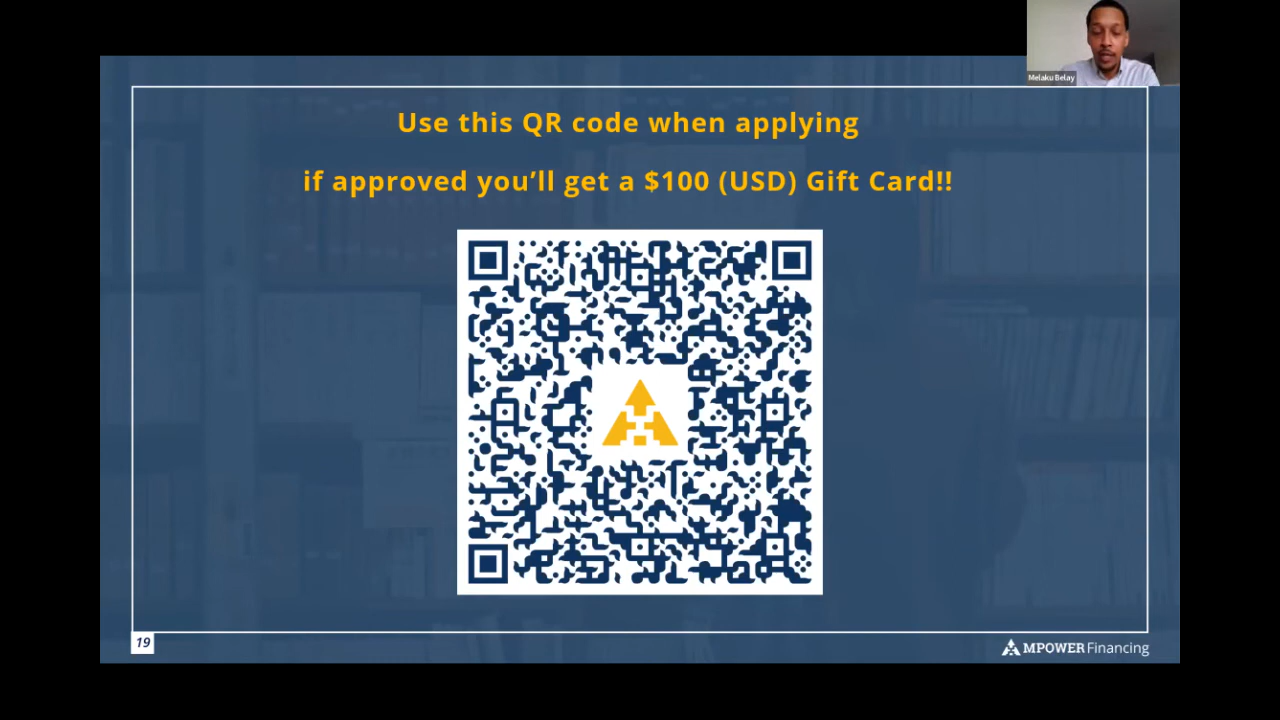 Melaku Belay
Use this QR code when applying
if approved you’ll get a $100 (USD) Gift Card!!
19
MPOWER Financing